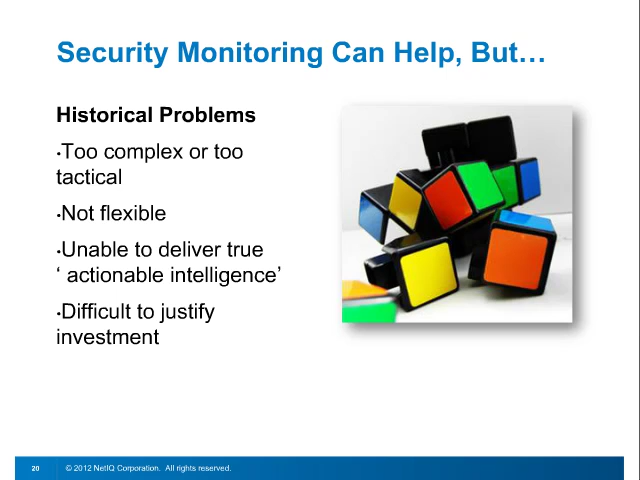 Security Monitoring Can Help, But…
Historical Problems
•Too complex or too
tactical
•Not flexible
•Unable to deliver true
‘ actionable intelligence’
•Difficult to justify
investment
20
© 2012 NetIQ Corporation. All rights reserved.